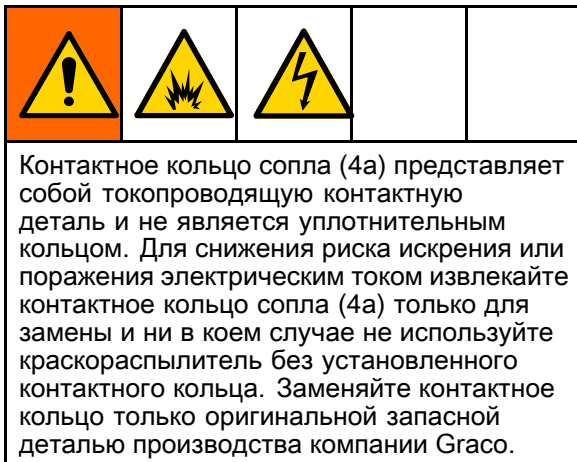 Контактное кольцо сопла (4a) представляет
собой токопроводящую контактную
деталь и не является уплотнительным
кольцом. Для снижения риска искрения или
поражения электрическим током извлекайте
контактное кольцо сопла (4a) только для
замены и ни в коем случае не используйте
краскораспылитель без установленного
контактного кольца. Заменяйте контактное
кольцо только оригинальной запасной
деталью производства компании Graco.